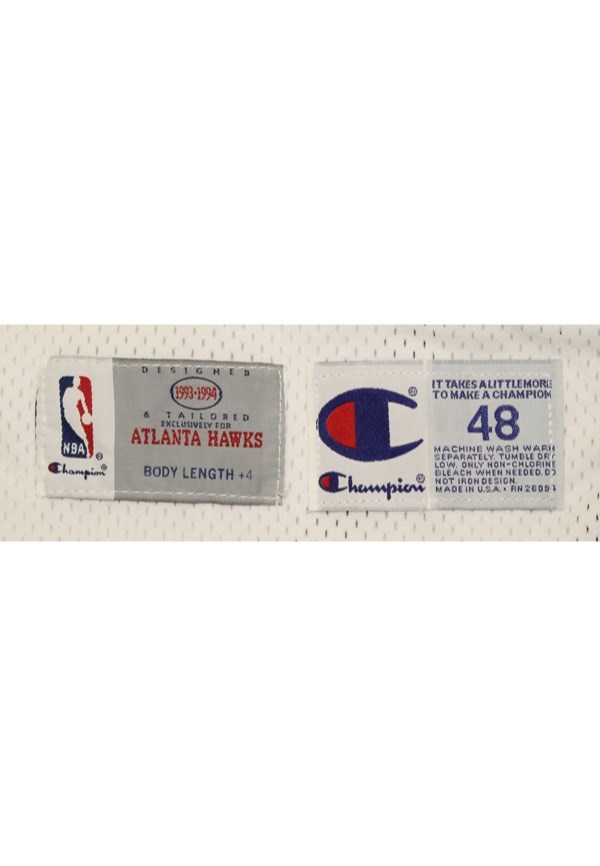 DESIGNED
1993-1994
& TAILORED
EXCLUSIVELY FOR
ATLANTA HAWKS
BODY LENGTH +4
NBA ®
Champion®
®
Champion
IT TAKES A LITTLE MORE
TO MAKE A CHAMPION
48
MACHINE WASH WARM
SEPARATELY. TUMBLE DRY
LOW. ONLY NON-CHLORINE
BLEACH WHEN NEEDED. DO
NOT IRON DESIGN.
MADE IN U.S.A. • RN 2609